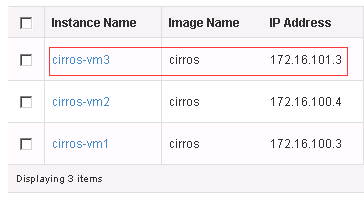 Instance Name Image Name IP Address
cirros-vm3 cirros 172.16.101.3
cirros-vm2 cirros 172.16.100.4
cirros-vm1 cirros 172.16.100.3
Displaying 3 items